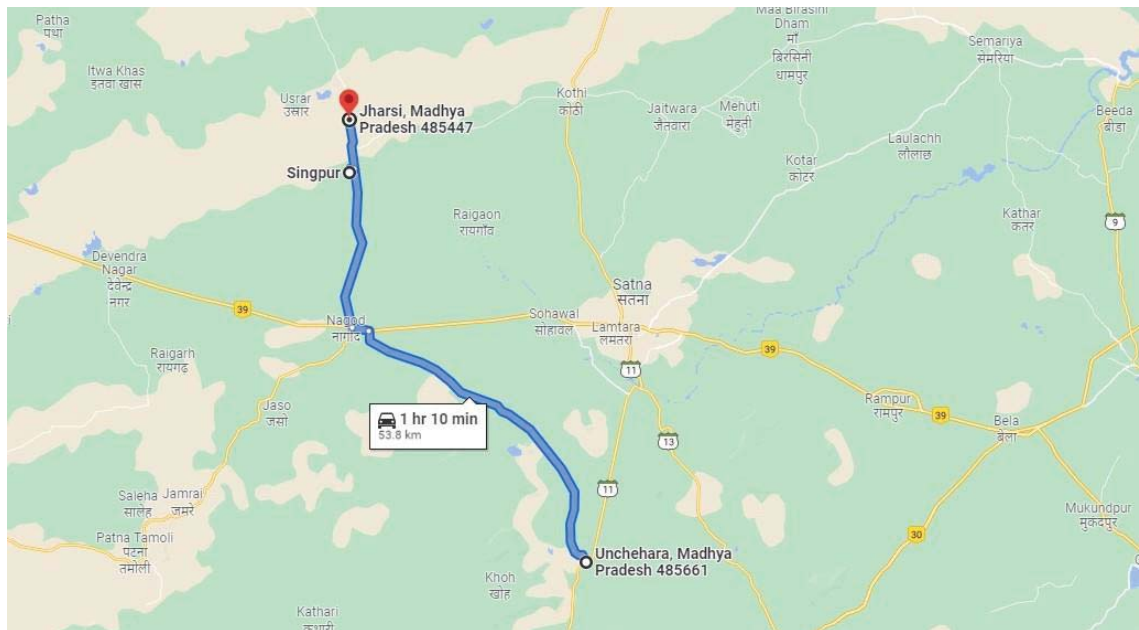 Patha
पथा
Maa Birasini
Dham
माँ
बिरसिनी
धामपुर
Semariya
सेमरिया
Itwa Khas
इतवा खास
Usrar
उस्रार
Jharsi, Madhya
Pradesh 485447
Kothi
कोठी
Jaitwara
जैतवारा
Mehuti
मेहुती
Beeda
बीडा
Laulachh
लौलाछ
Kotar
कोटर
Singpur
Raigaon
रायगाँव
Kathar
कतर
9
Devendra
Nagar
देवेन्द्र
नगर
Satna
सतना
39
Nagod
नागोद
Sohawal
सोहावल
Lamtara
लमतरा
39
Raigarh
रायगढ़
11
Rampur
रामपुर
39
Jaso
जसो
1 hr 10 min
53.8 km
Bela
बेला
13
11
Saleha
सालेह
Jamrai
जमरे
Mukundpur
मुकुंदपुर
30
Patna Tamoli
पटना
तमोली
Unchehara, Madhya
Pradesh 485661
Khoh
खोह
Kathari